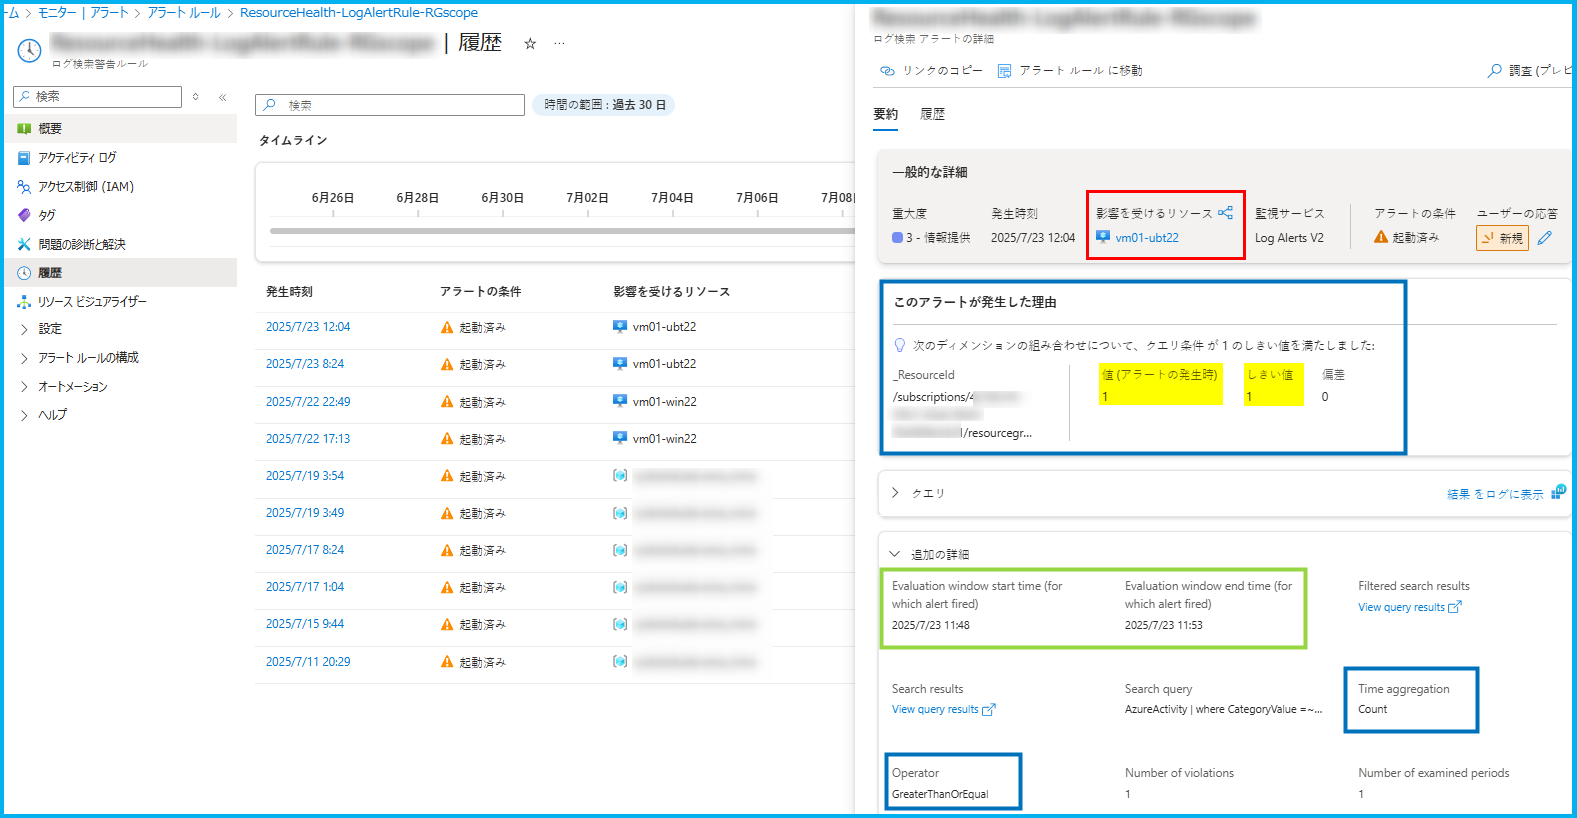 ーム > モニター | アラート > アラート ルール > ResourceHealth-LogAlertRule-RGscope
| 履歴 ☆ …
ログ検索警告ルール
検索
概要
アクティビティ ログ
アクセス制御 (IAM)
タグ
問題の診断と解決
履歴
リソース ビジュアライザー
設定
アラート ルールの構成
オートメーション
ヘルプ
検索
時間の範囲 : 過去 30 日
タイムライン
6月26日 6月28日 6月30日 7月02日 7月04日 7月06日 7月08
発生時刻 アラートの条件 影響を受けるリソース
2025/7/23 12:04 起動済み vm01-ubt22
2025/7/23 8:24 起動済み vm01-ubt22
2025/7/22 22:49 起動済み vm01-win22
2025/7/22 17:13 起動済み vm01-win22
2025/7/19 3:54 起動済み
2025/7/19 3:49 起動済み
2025/7/17 8:24 起動済み
2025/7/17 1:04 起動済み
2025/7/15 9:44 起動済み
2025/7/11 20:29 起動済み
ログ検索 アラートの詳細
リンクのコピー アラート ルール に移動 調査 (プレビ
要約 履歴
一般的な詳細
重大度 発生時刻 影響を受けるリソース 監視サービス アラートの条件 ユーザーの応答
3 - 情報提供 2025/7/23 12:04 vm01-ubt22 Log Alerts V2 起動済み 新規
このアラートが発生した理由
次のディメンションの組み合わせについて、クエリ条件 が 1 のしきい値を満たしました:
_ResourceId 値 (アラートの発生時) しきい値 偏差
/subscriptions/4 1 1 0
/resourcegr...
クエリ 結果 をログに表示
追加の詳細
Evaluation window start time (for which alert fired)
2025/7/23 11:48
Evaluation window end time (for which alert fired)
2025/7/23 11:53
Filtered search results
View query results
Search results
View query results
Search query
AzureActivity | where CategoryValue =~...
Time aggregation
Count
Operator
GreaterThanOrEqual
Number of violations
1
Number of examined periods
1